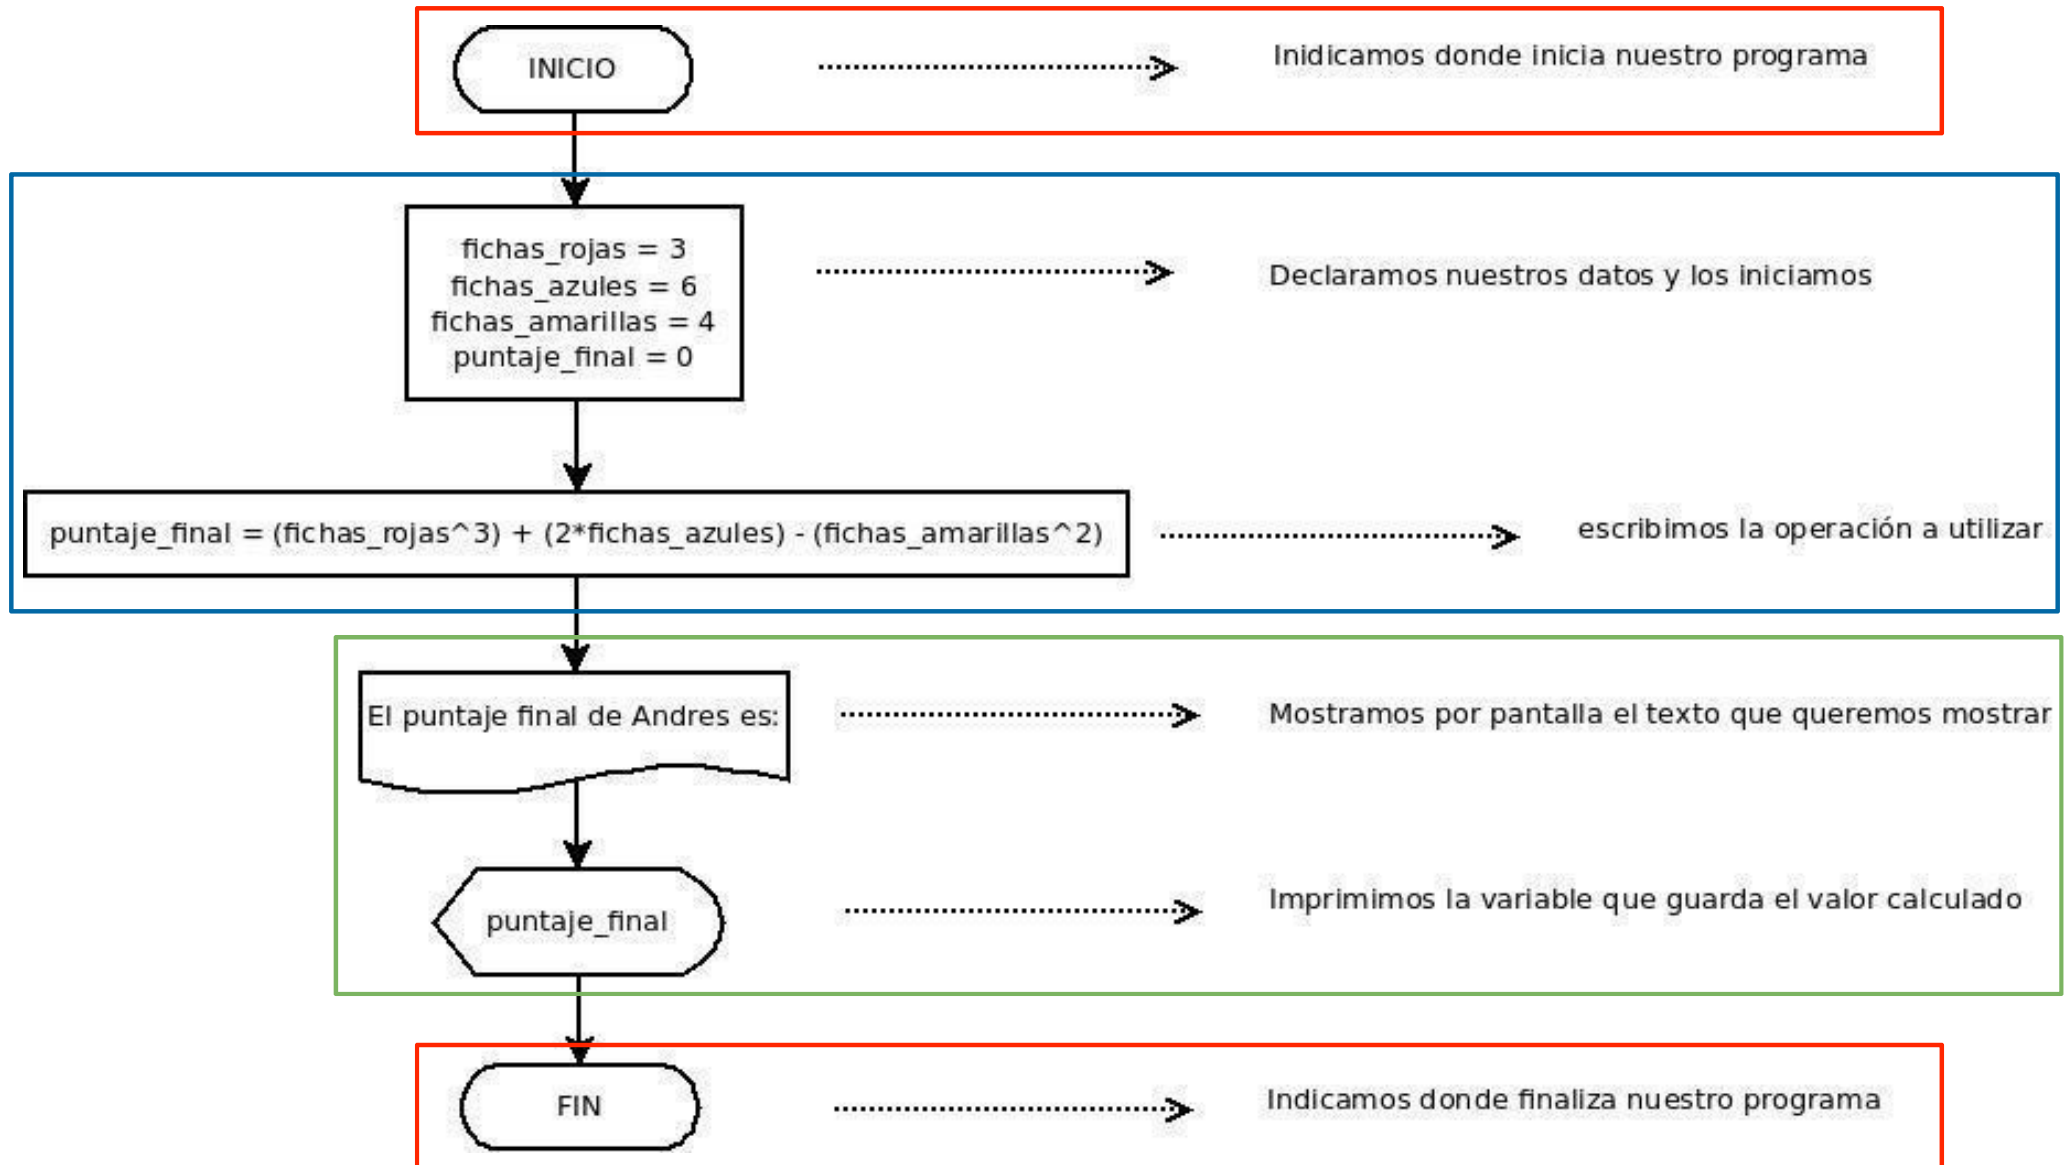 INICIO
Inidicamos donde inicia nuestro programa
fichas_rojas = 3
fichas_azules = 6
fichas_amarillas = 4
puntaje_final = 0
Declaramos nuestros datos y los iniciamos
puntaje_final = (fichas_rojas^3) + (2*fichas_azules) - (fichas_amarillas^2)
escribimos la operación a utilizar
El puntaje final de Andres es:
Mostramos por pantalla el texto que queremos mostrar
puntaje_final
Imprimimos la variable que guarda el valor calculado
FIN
Indicamos donde finaliza nuestro programa